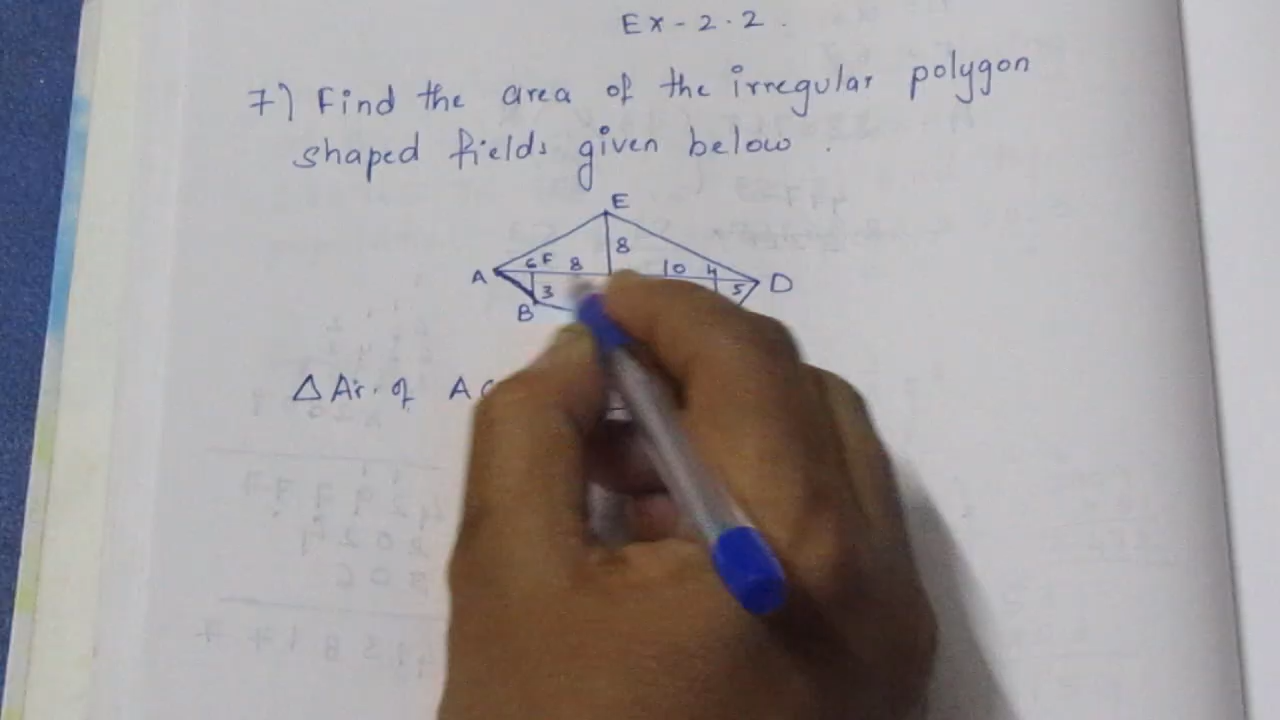 Ex - 2.2.
7) Find the area of the irregular polygon
shaped fields given below.
E
8
6 F 8 10 4
A D
3 5
B
△ Ar. of A